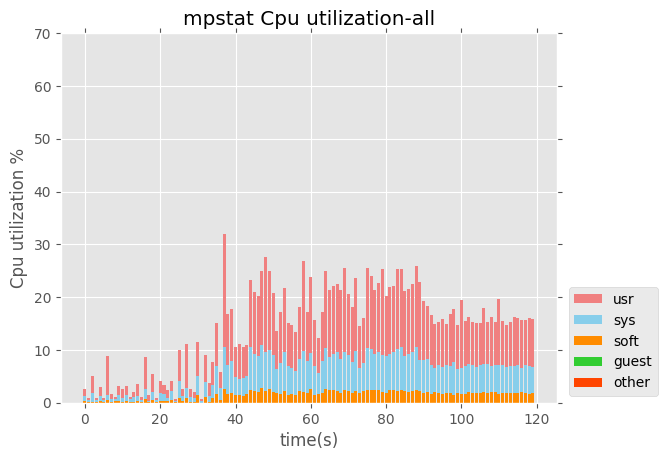 mpstat Cpu utilization-all
70
60
50
40
30
20
10
0
Cpu utilization %
0 20 40 60 80 100 120
time(s)
usr
sys
soft
guest
other